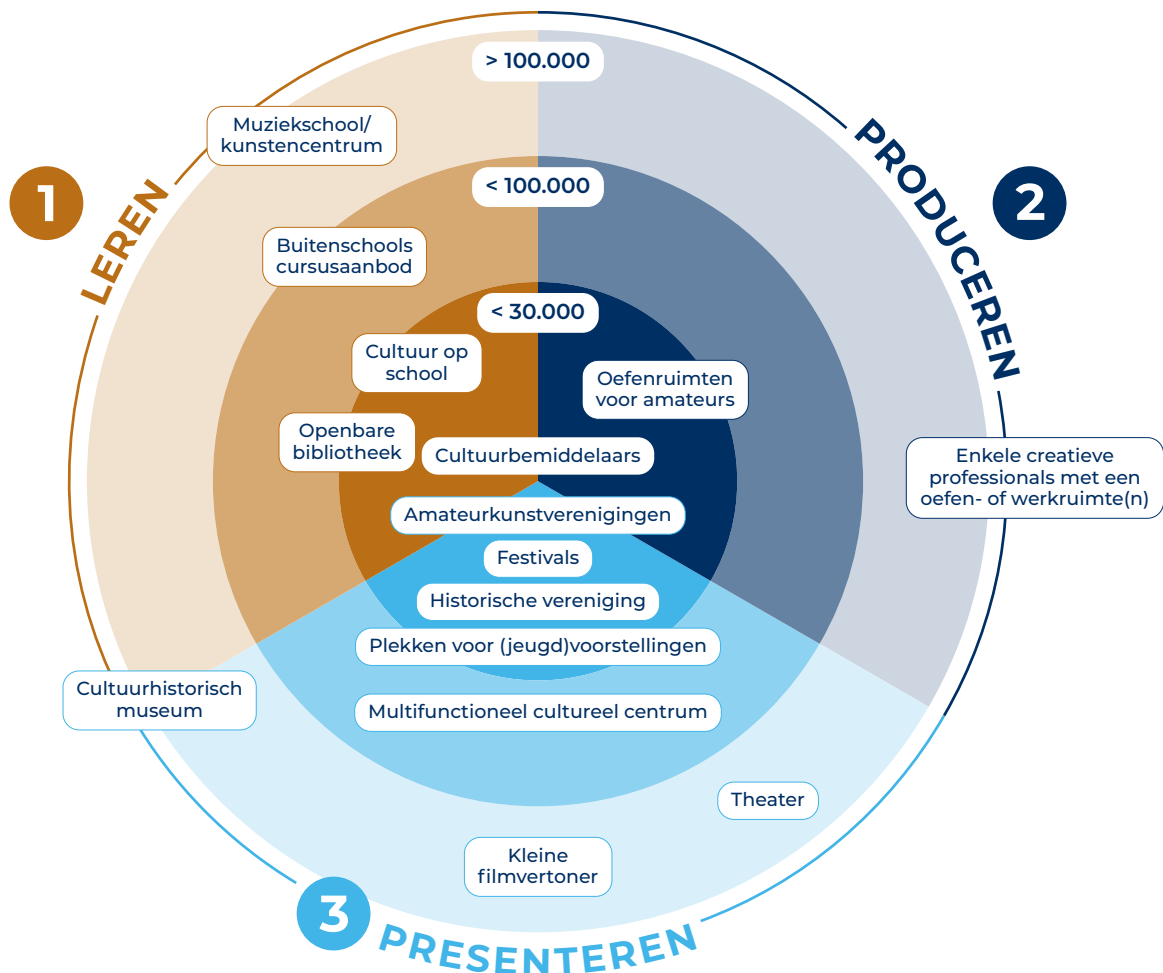 > 100.000
Muziekschool/
kunstencentrum
PRODUCEREN
1
LEREN
< 100.000
2
Buitenschools
cursusaanbod
< 30.000
Cultuur op
school
Oefenruimten
voor amateurs
Openbare
bibliotheek
Cultuurbemiddelaars
Enkele creatieve
professionals met een
oefen- of werkruimte(n)
Amateurkunstverenigingen
Festivals
Historische vereniging
Plekken voor (jeugd)voorstellingen
Cultuurhistorisch
museum
Multifunctioneel cultureel centrum
Theater
Kleine
filmvertoner
3
PRESENTEREN